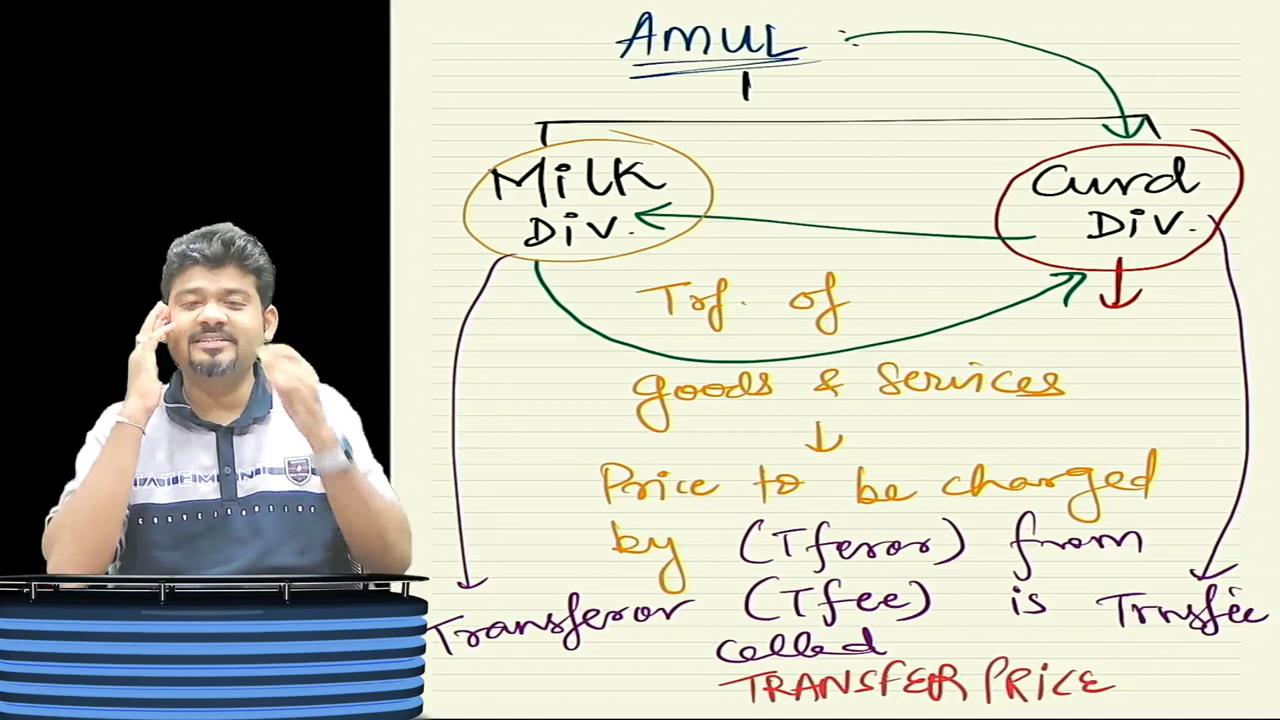 AMUL
Milk Curd
Div. Div.
Trf. of
goods & Services
Price to be charged
by (Tferor) from
Transferor (Tfee) is Trnsfee
called
TRANSFER PRICE